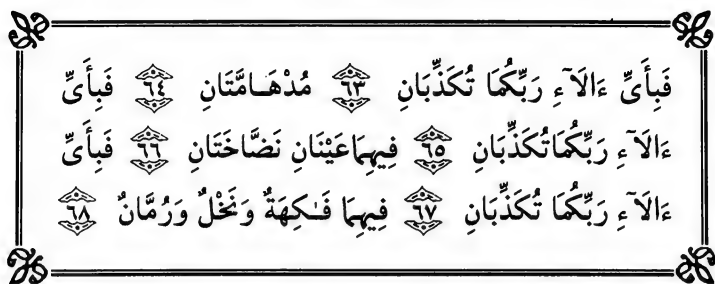 فَبِأَىِّ ءَالَآءِ رَبِّكُمَا تُكَذِّبَانِ ٦٣ مُدْهَـامَّتَانِ ٦٤ فَبِأَىِّ
ءَالَآءِ رَبِّكُمَا تُكَذِّبَانِ ٦٥ فِيهِمَا عَيْنَانِ نَضَّاخَتَانِ ٦٦ فَبِأَىِّ
ءَالَآءِ رَبِّكُمَا تُكَذِّبَانِ ٦٧ فِيهِمَا فَـٰكِهَةٌ وَنَخْلٌ وَرُمَّانٌ ٦٨